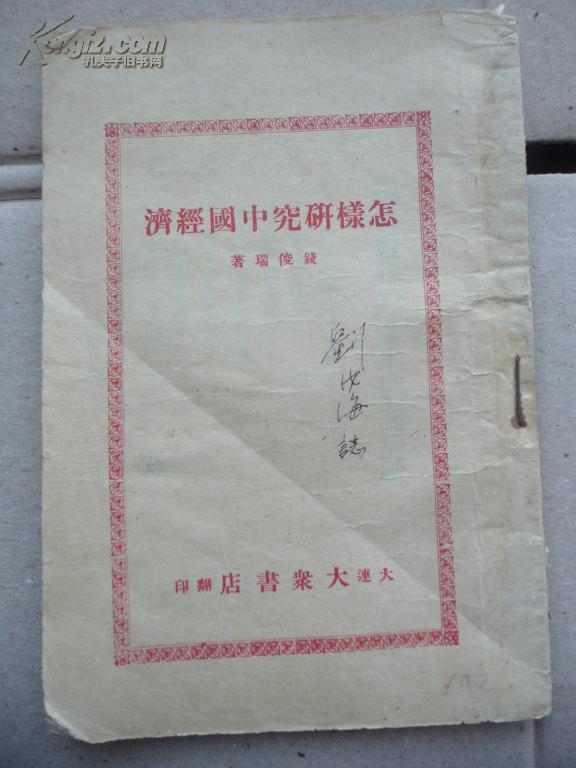 Kongfz.com
孔夫子旧书网
怎樣研究中國經濟
錢俊瑞著
劉
海
誌
大連大衆書店翻印
192